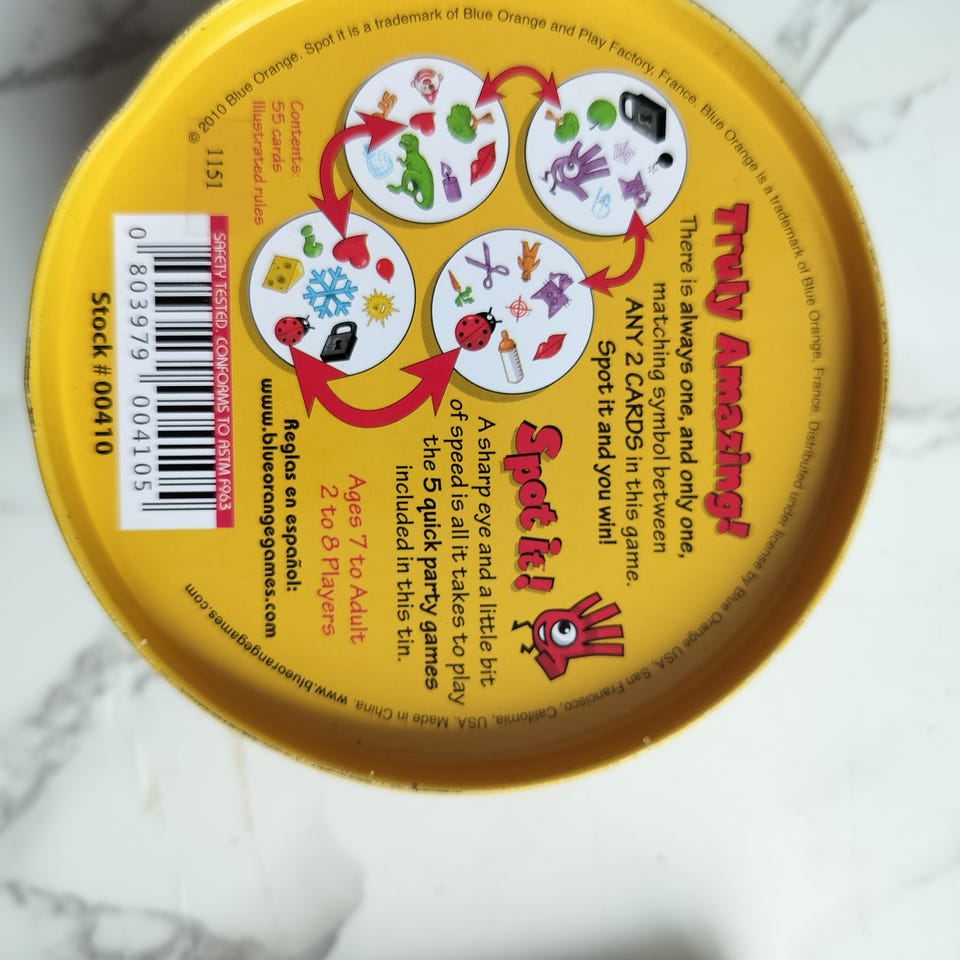 Truly Amazing!
There is always one, and only one,
matching symbol between
ANY 2 CARDS in this game.
Spot it and you win!
Spot it!
A sharp eye and a little bit
of speed is all it takes to play
the 5 quick party games
included in this tin.
Ages 7 to Adult
2 to 8 Players
Reglas en español:
www.blueorangegames.com
Contents:
55 cards
Illustrated rules
1151
SAFETY TESTED. CONFORMS TO ASTM F963
0 803979 004105
Stock # 00410
© 2010 Blue Orange. Spot it is a trademark of Blue Orange and Play Factory, France. Blue Orange is a trademark of Blue Orange, France. Distributed under license by Blue Orange USA, San Francisco, California, USA. Made in China. www.blueorangegames.com